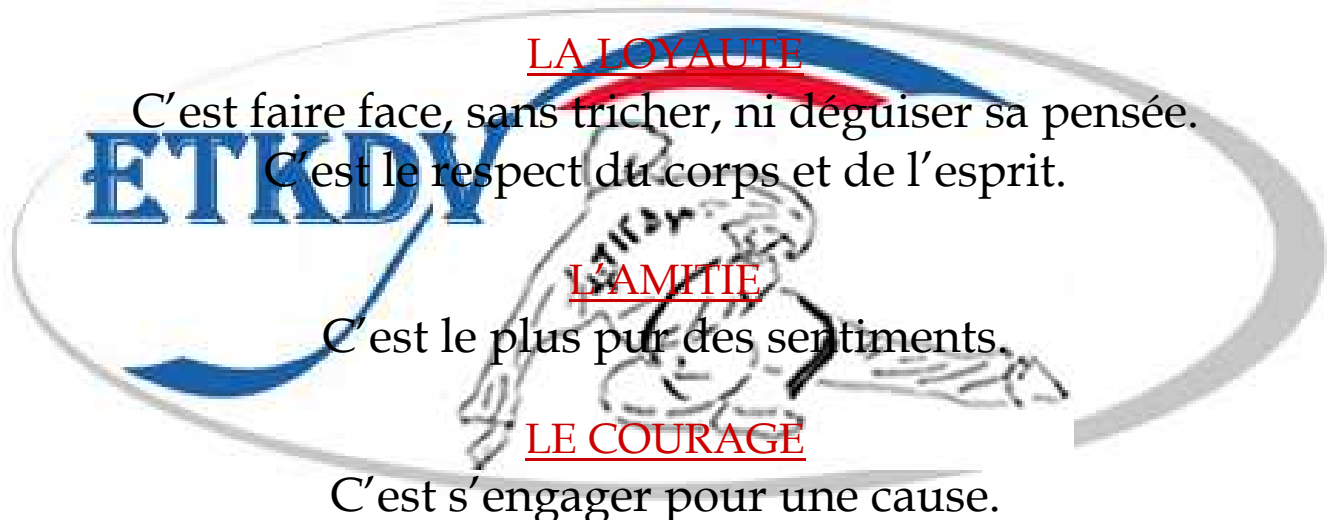 LA LOYAUTE
C’est faire face, sans tricher, ni déguiser sa pensée.
ETKDV
C’est le respect du corps et de l’esprit.
L’AMITIE
C’est le plus pur des sentiments.
LE COURAGE
C’est s’engager pour une cause.